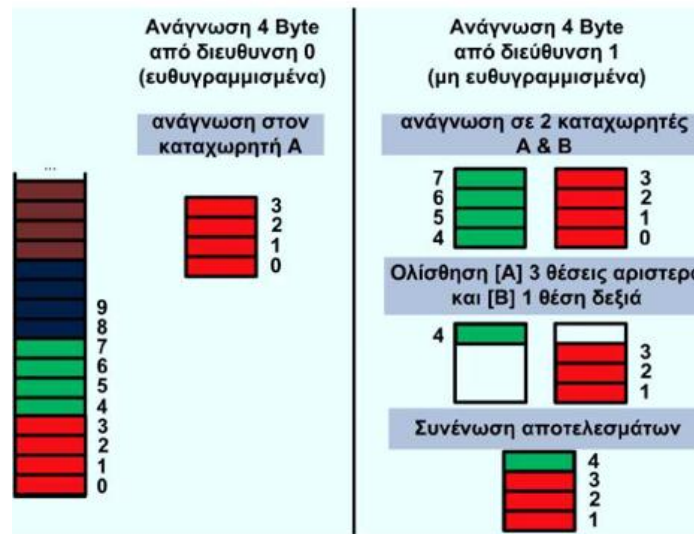 Ανάγνωση 4 Byte
από διευθυνση 0
(ευθυγραμμισμένα)
ανάγνωση στον
καταχωρητή Α
...
9
8
7
6
5
4
3
2
1
0
3
2
1
0
Ανάγνωση 4 Byte
από διεύθυνση 1
(μη ευθυγραμμισμένα)
ανάγνωση σε 2 καταχωρητές
Α & Β
7
6
5
4
3
2
1
0
Ολίσθηση [Α] 3 θέσεις αριστερα
και [Β] 1 θέση δεξιά
4
3
2
1
Συνένωση αποτελεσμάτων
4
3
2
1